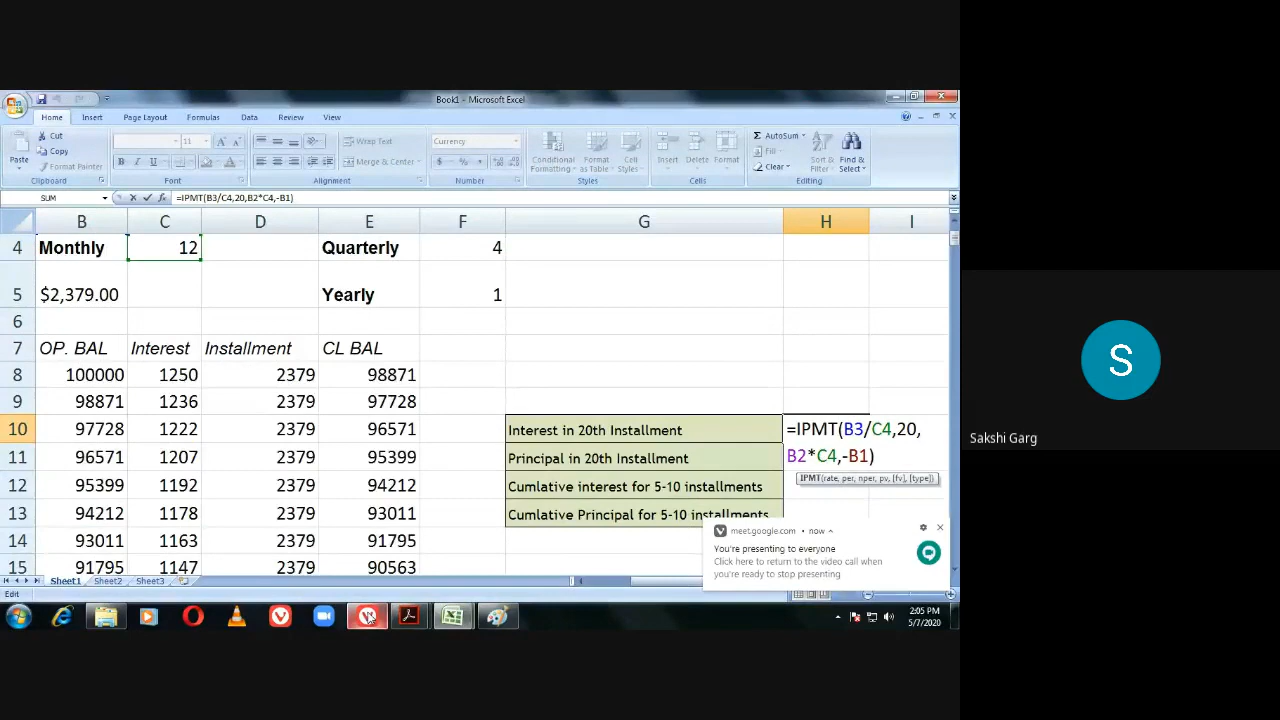 Book1 - Microsoft Excel
Home Insert Page Layout Formulas Data Review View
Cut
Copy
Format Painter
Paste
Clipboard
11
Font
Wrap Text
Merge & Center
Alignment
Currency
Number
Conditional Formatting
Format as Table
Cell Styles
Styles
Insert Delete Format
Cells
AutoSum
Fill
Clear
Sort & Filter
Find & Select
Editing
SUM =IPMT(B3/C4,20,B2*C4,-B1)
B C D E F G H I
4 Monthly 12 Quarterly 4
5 $2,379.00 Yearly 1
6
7 OP. BAL Interest Installment CL BAL
8 100000 1250 2379 98871
9 98871 1236 2379 97728
10 97728 1222 2379 96571 Interest in 20th Installment =IPMT(B3/C4,20,
11 96571 1207 2379 95399 Principal in 20th Installment B2*C4,-B1)
IPMT(rate, per, nper, pv, [fv], [type])
12 95399 1192 2379 94212 Cumlative interest for 5-10 installments
13 94212 1178 2379 93011 Cumlative Principal for 5-10 installments
14 93011 1163 2379 91795
15 91795 1147 2379 90563
meet.google.com • now
You're presenting to everyone
Click here to return to the video call when
you're ready to stop presenting
Sheet1 Sheet2 Sheet3
Edit
2:05 PM
5/7/2020
S
Sakshi Garg